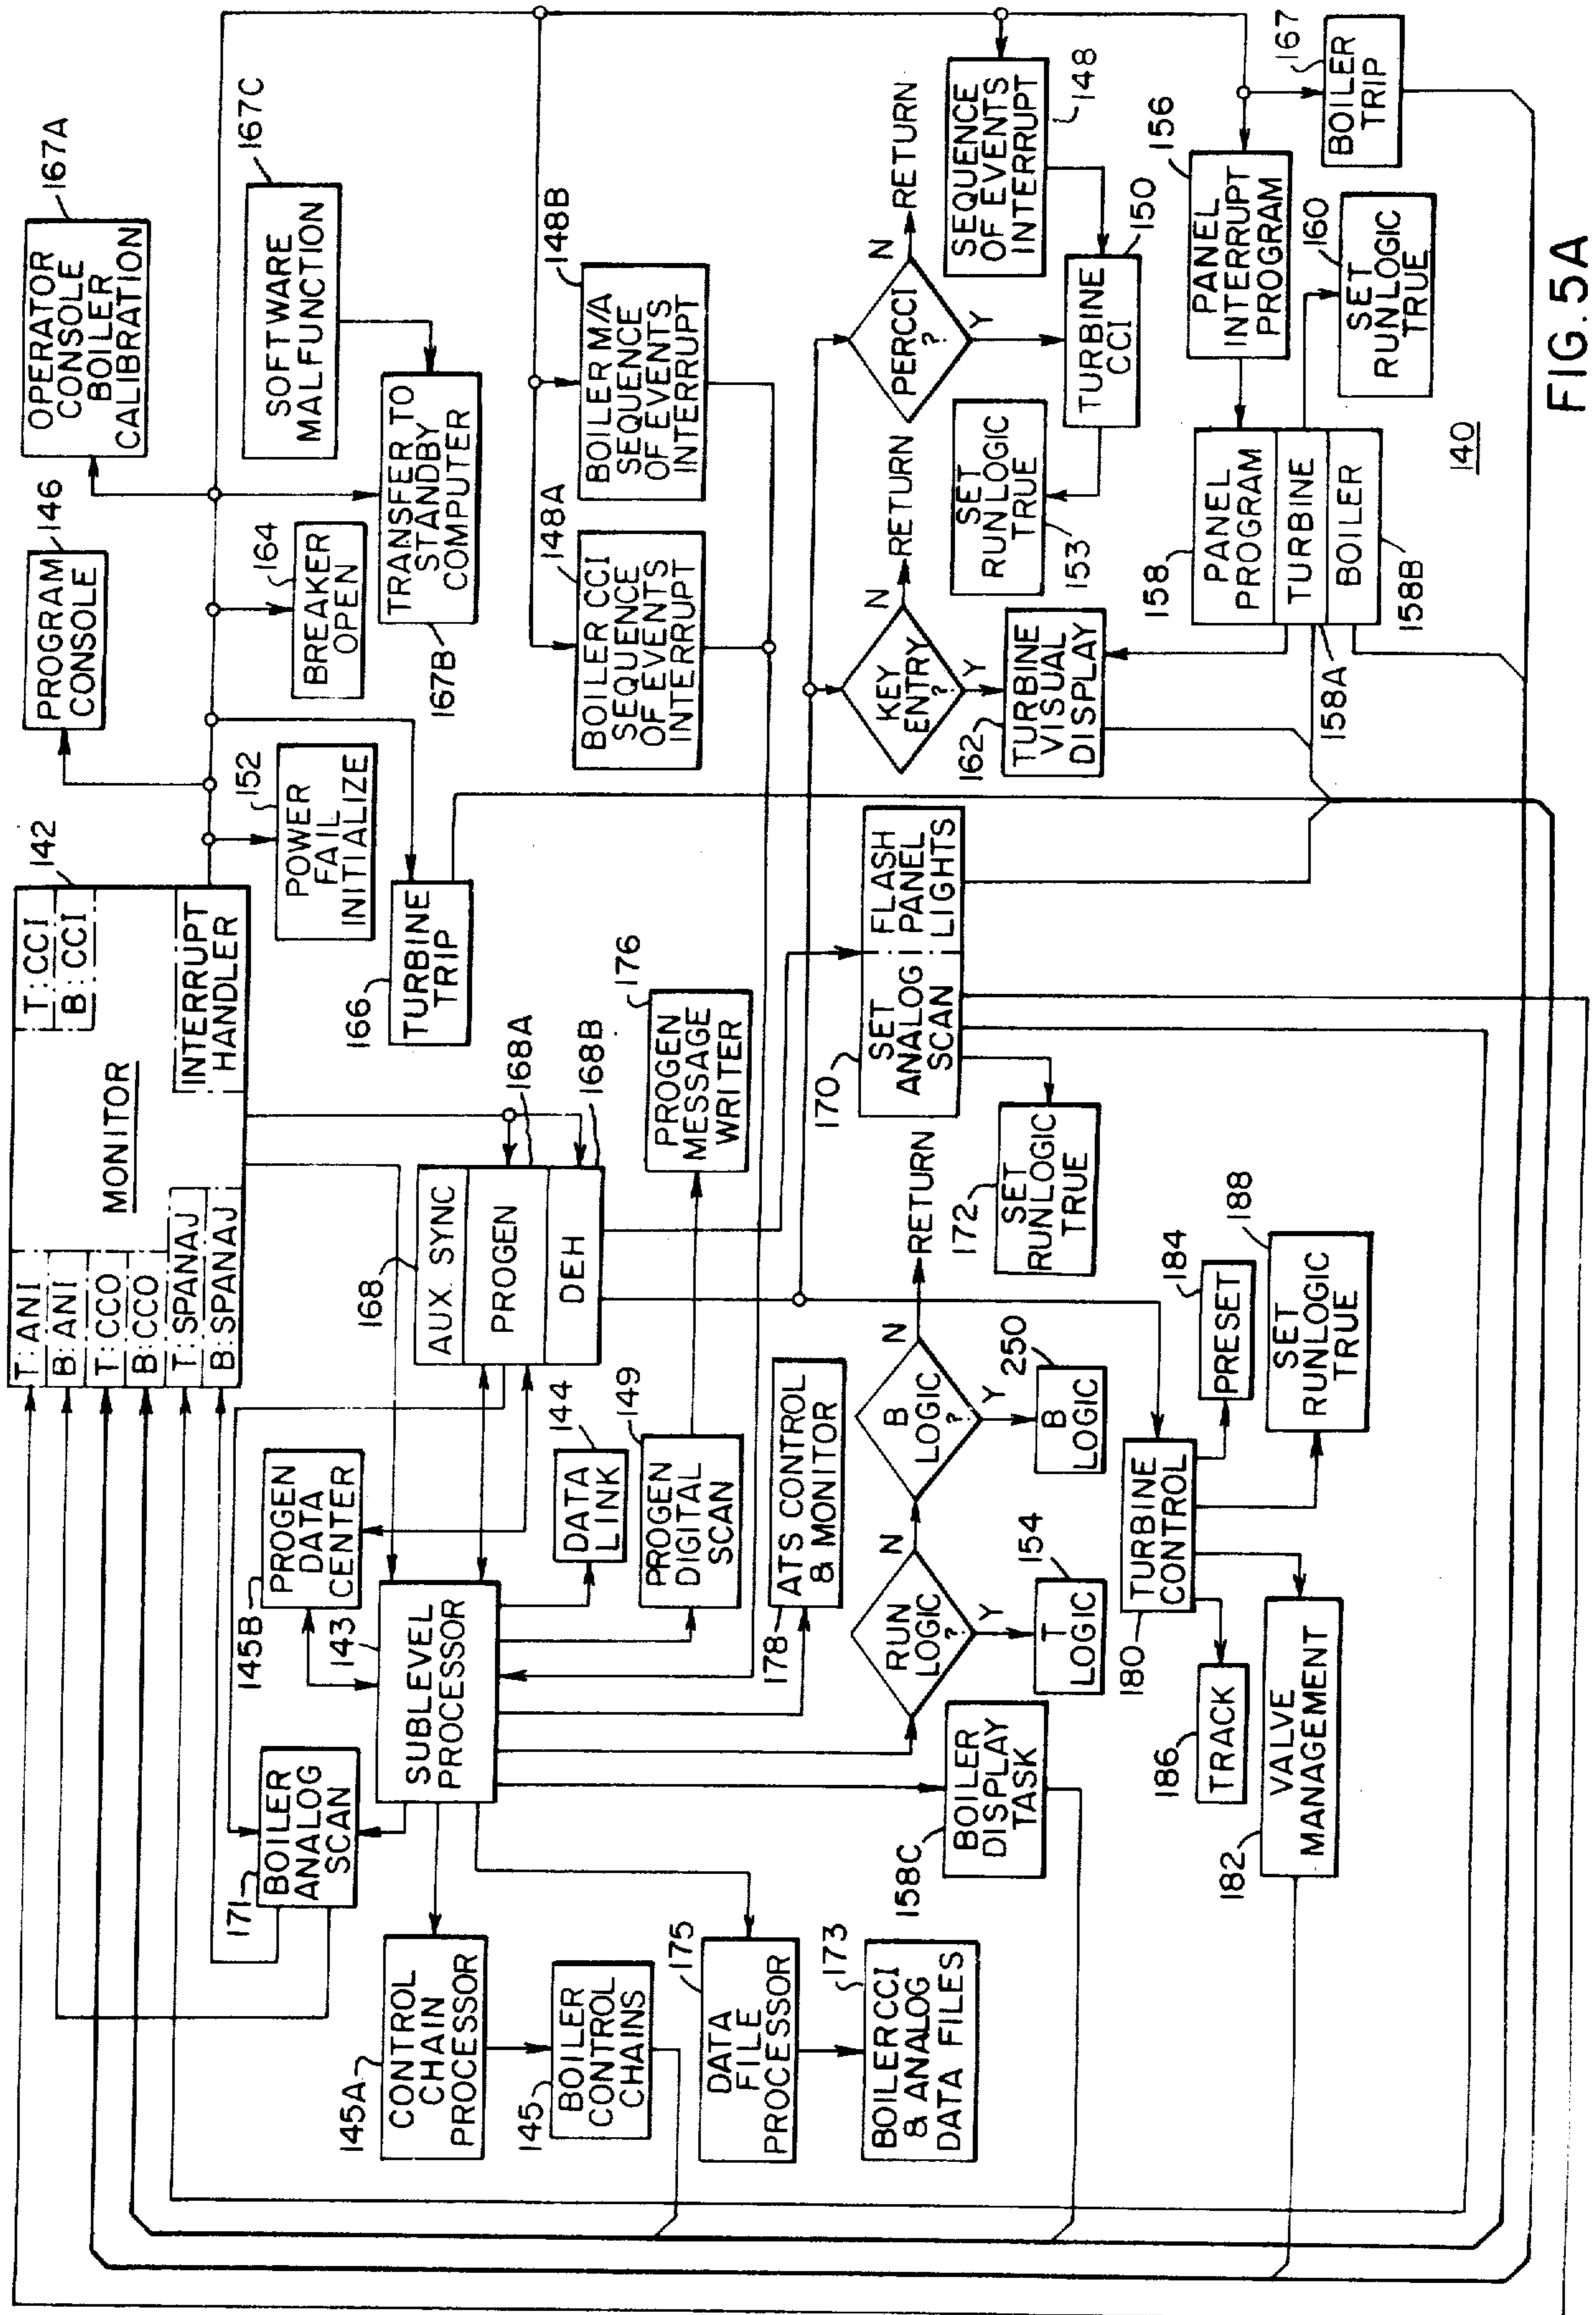 142
T:ANI
B:ANI
T:CCO
B:CCO
T:SPANAJ
B:SPANAJ
MONITOR
T:CCI
B:CCI
INTERRUPT
HANDLER
PROGRAM
CONSOLE
146
OPERATOR
CONSOLE
BOILER
CALIBRATION
167A
POWER
FAIL
INITIALIZE
152
BREAKER
OPEN
164
SOFTWARE
MALFUNCTION
167C
TRANSFER TO
STANDBY
COMPUTER
167B
TURBINE
TRIP
166
171
BOILER
ANALOG
SCAN
145B
PROGEN
DATA
CENTER
143
SUBLEVEL
PROCESSOR
168
AUX. SYNC
PROGEN
DEH
168A
168B
145A
CONTROL
CHAIN
PROCESSOR
145
BOILER
CONTROL
CHAINS
144
DATA
LINK
149
PROGEN
DIGITAL
SCAN
176
PROGEN
MESSAGE
WRITER
BOILER CCI
SEQUENCE
OF EVENTS
INTERRUPT
148A
BOILER M/A
SEQUENCE
OF EVENTS
INTERRUPT
148B
175
DATA
FILE
PROCESSOR
173
BOILER CCI
& ANALOG
DATA FILES
178
ATS CONTROL
& MONITOR
158C
BOILER
DISPLAY
TASK
RUN
LOGIC
?
N
Y
T
LOGIC
154
B
LOGIC
?
N
RETURN
Y
B
LOGIC
250
170
SET
ANALOG
SCAN
FLASH
PANEL
LIGHTS
172
SET
RUNLOGIC
TRUE
KEY
ENTRY
?
N
RETURN
Y
162
TURBINE
VISUAL
DISPLAY
PERCCI
?
N
RETURN
Y
SET
RUNLOGIC
TRUE
153
TURBINE
CCI
150
SEQUENCE
OF EVENTS
INTERRUPT
148
180
TURBINE
CONTROL
186
TRACK
182
VALVE
MANAGEMENT
184
PRESET
188
SET
RUNLOGIC
TRUE
158
PANEL
PROGRAM
TURBINE
BOILER
158A
158B
PANEL
INTERRUPT
PROGRAM
156
SET
RUNLOGIC
TRUE
160
BOILER
TRIP
167
140
FIG. 5A